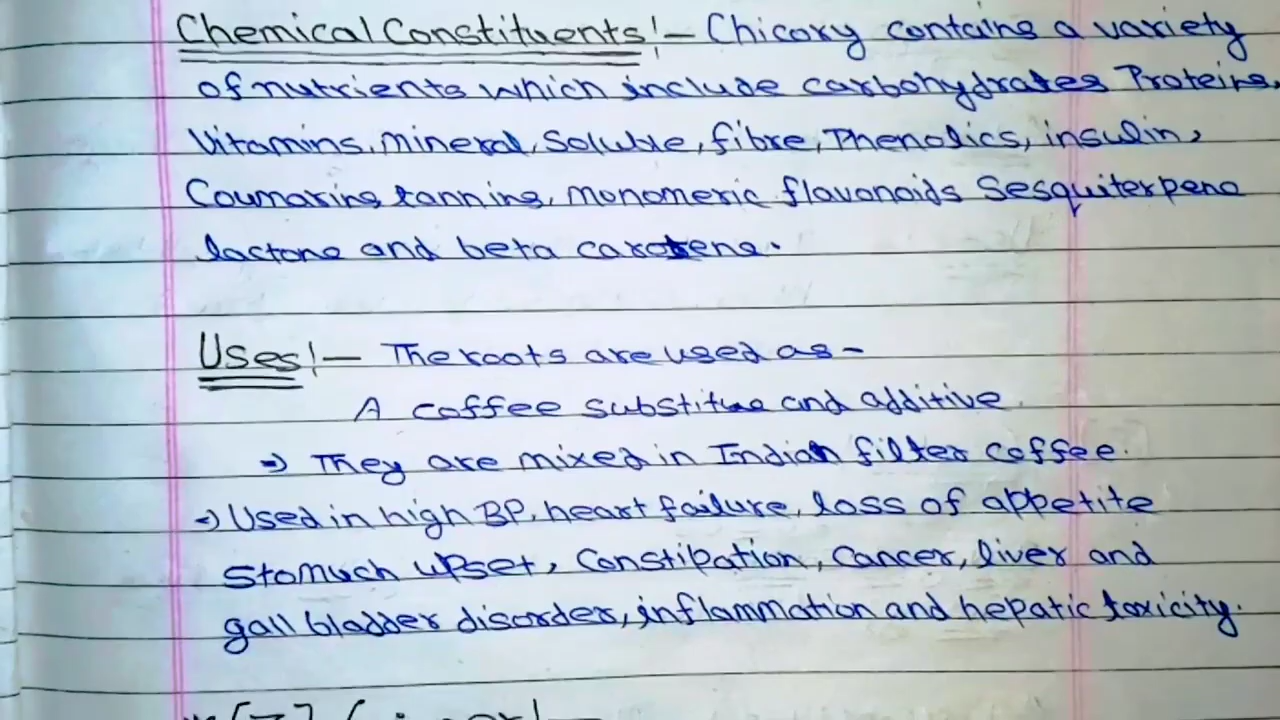 Chemical Constituents!- Chicory contains a variety
of nutrients which include carbohydrates Proteins,
Vitamins, mineral, Soluble, fibre, Phenolics, insulin,
Coumarins tannins, monomeric flavonoids Sesquiterpene
lactone and beta carotene.
Uses!- The roots are used as -
A coffee substitue and additive
⇒ They are mixed in Indian filter coffee.
⇒ Used in high BP, heart failure, loss of appetite
Stomuch upset, Constipation, Cancer, liver and
gall bladder disorder, inflammation and hepatic toxicity.